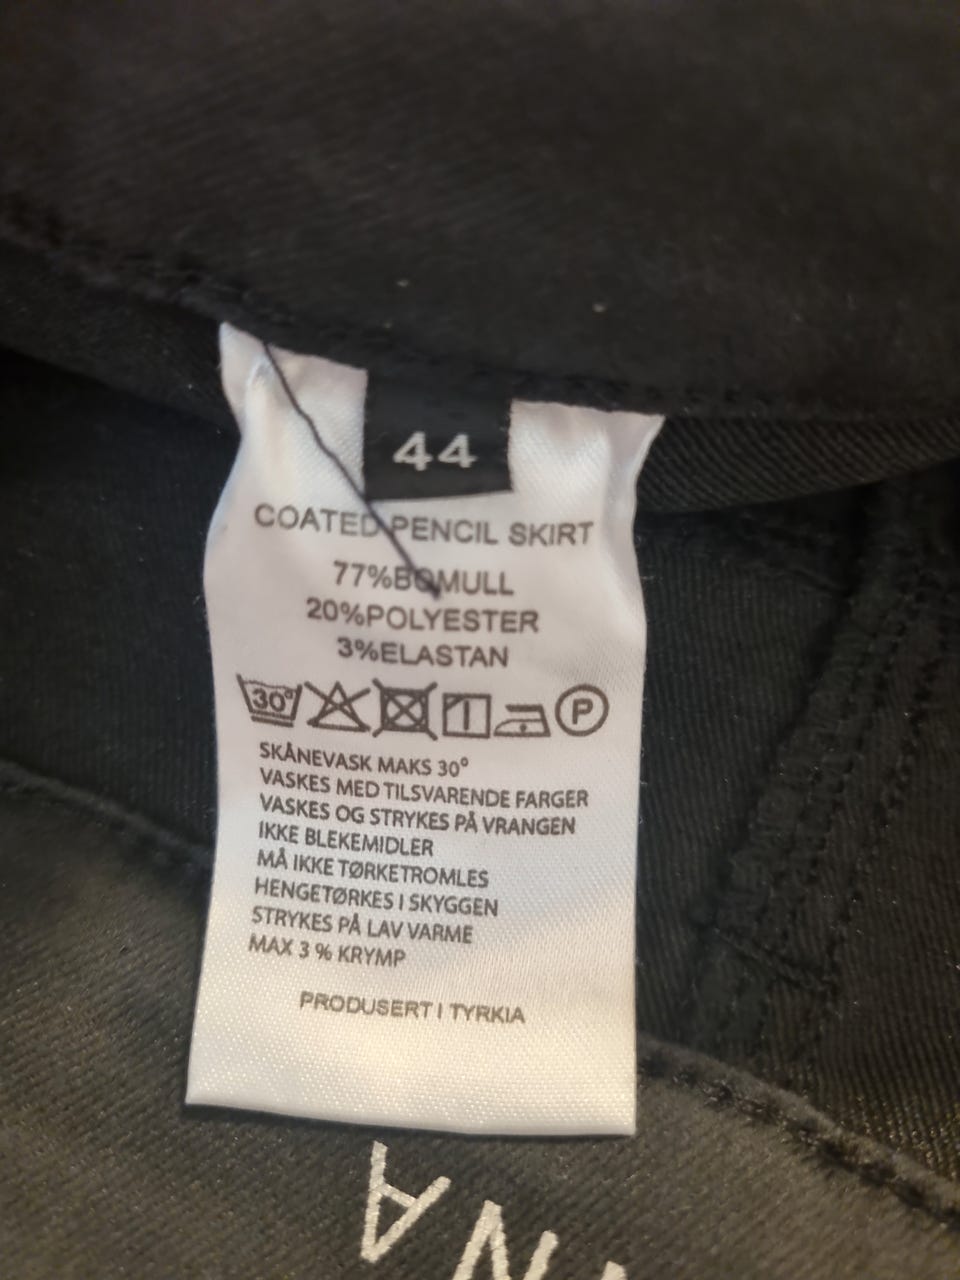 44
COATED PENCIL SKIRT
77%BOMULL
20%POLYESTER
3%ELASTAN
30° P
SKÅNEVASK MAKS 30°
VASKES MED TILSVARENDE FARGER
VASKES OG STRYKES PÅ VRANGEN
IKKE BLEKEMIDLER
MÅ IKKE TØRKETROMLES
HENGETØRKES I SKYGGEN
STRYKES PÅ LAV VARME
MAX 3 % KRYMP
PRODUSERT I TYRKIA